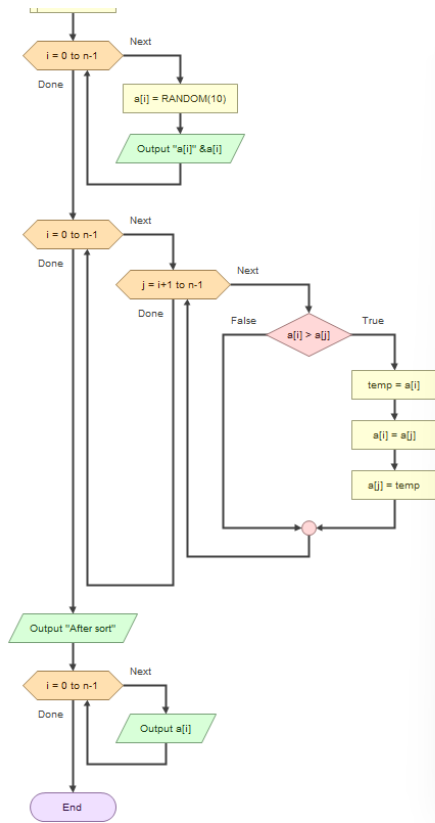 i = 0 to n-1
Next
Done
a[i] = RANDOM(10)
Output "a[i]" &a[i]
i = 0 to n-1
Next
Done
j = i+1 to n-1
Next
Done
a[i] > a[j]
False
True
temp = a[i]
a[i] = a[j]
a[j] = temp
Output "After sort"
i = 0 to n-1
Next
Done
Output a[i]
End